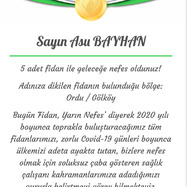 Sayın Asu BAYHAN
5 adet fidan ile geleceğe nefes oldunuz!
Adınıza dikilen fidanın bulunduğu bölge:
Ordu / Gölköy
Bugün Fidan, Yarın Nefes' diyerek 2020 yılı
boyunca toprakla buluşturacağımız tüm
fidanlarımızı, zorlu Covid-19 günleri boyunca
ülkemizi adeta ayakta tutan, bizlere nefes
olmak için soluksuz çaba gösteren sağlık
çalışanı kahramanlarımıza adadığımızı